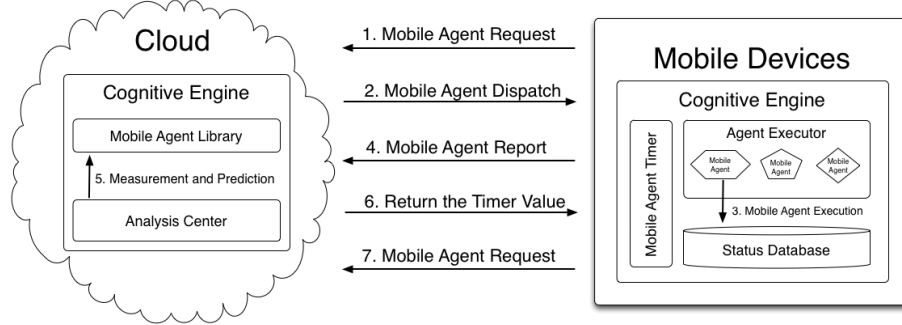 Cloud
Cognitive Engine
Mobile Agent Library
5. Measurement and Prediction
Analysis Center
1. Mobile Agent Request
2. Mobile Agent Dispatch
4. Mobile Agent Report
6. Return the Timer Value
7. Mobile Agent Request
Mobile Devices
Cognitive Engine
Mobile Agent Timer
Agent Executor
Mobile
Agent
Mobile
Agent
Mobile
Agent
3. Mobile Agent Execution
Status Database